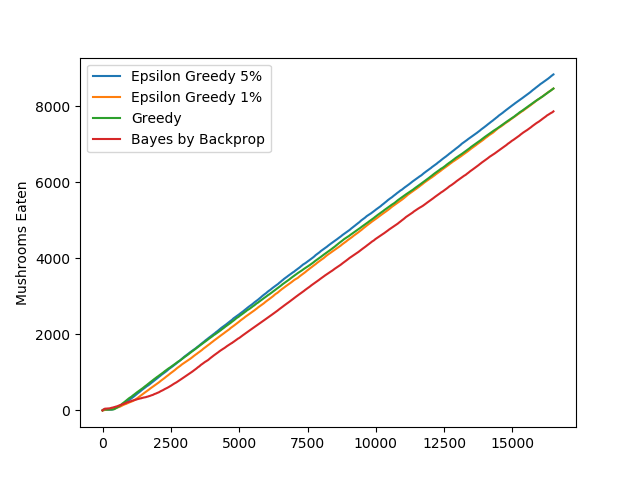 Epsilon Greedy 5%
Epsilon Greedy 1%
Greedy
Bayes by Backprop
Mushrooms Eaten
8000
6000
4000
2000
0
0 2500 5000 7500 10000 12500 15000